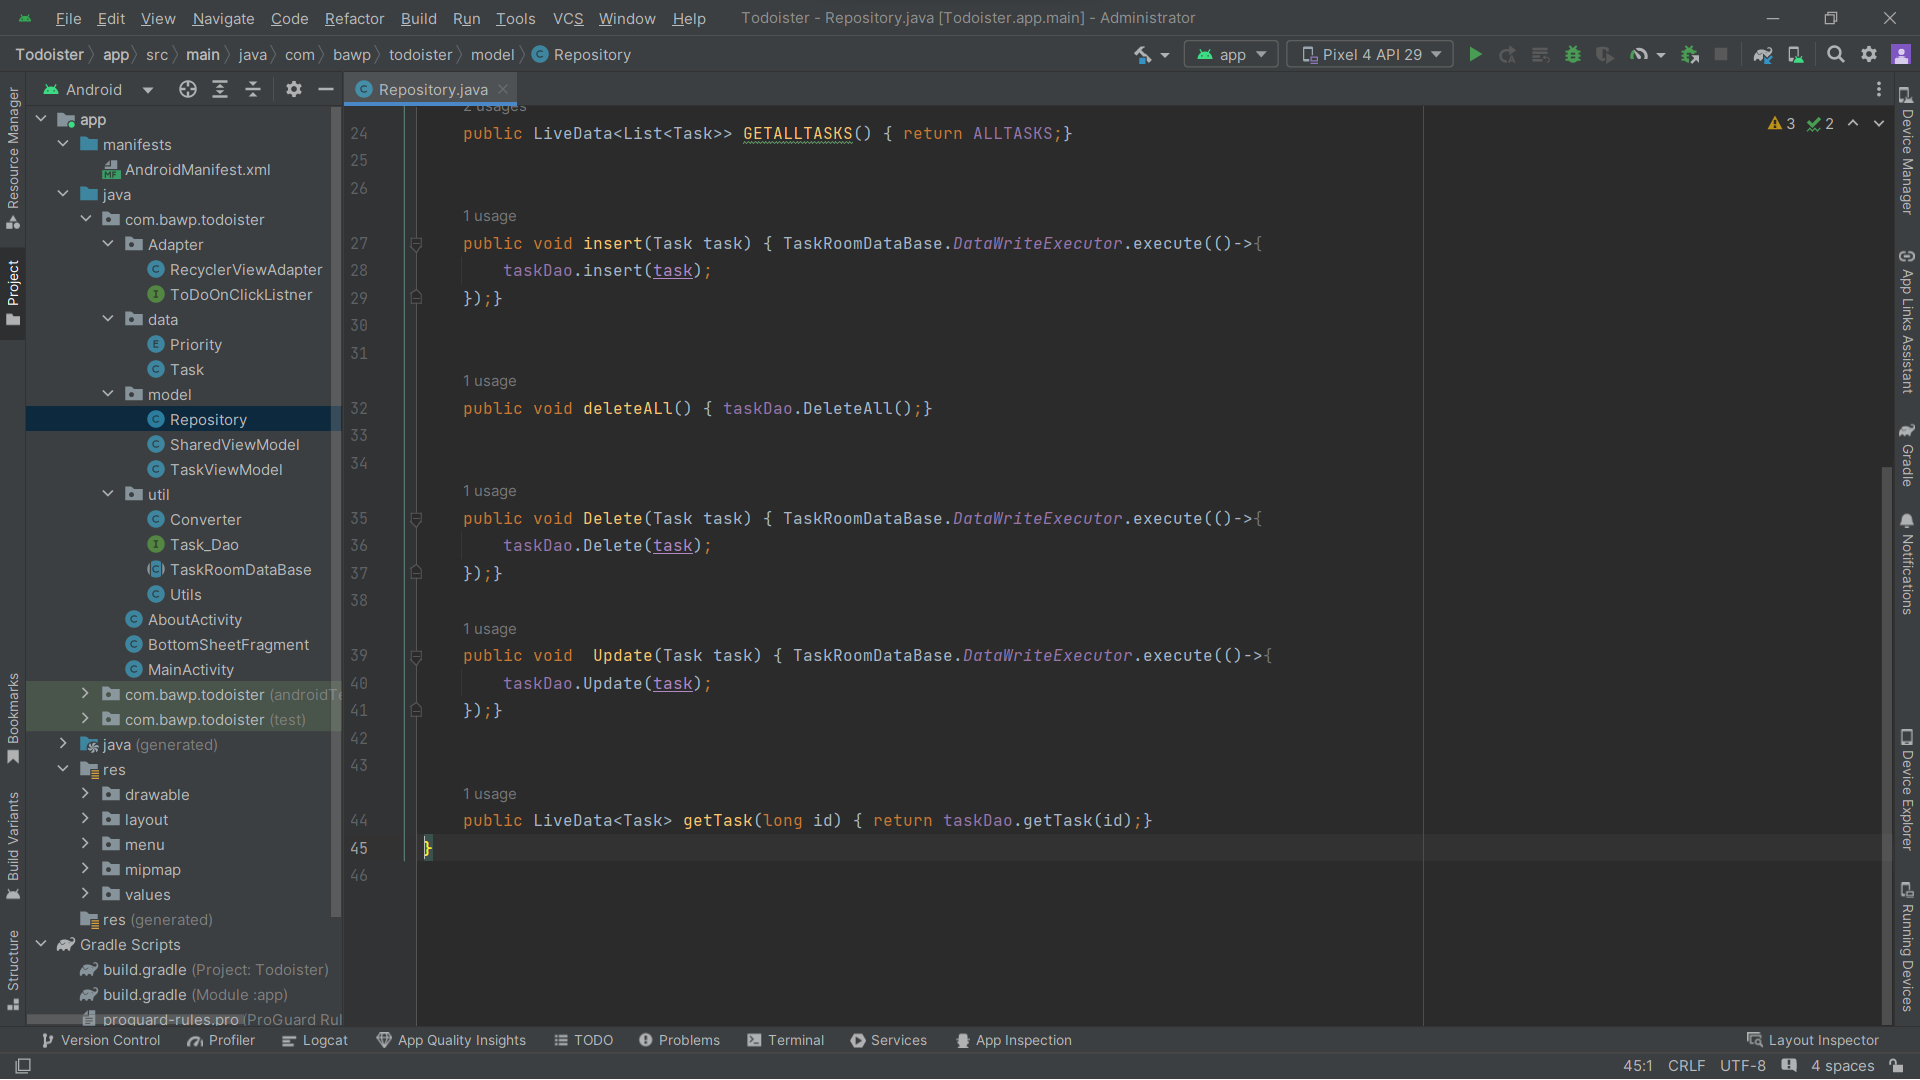 File Edit View Navigate Code Refactor Build Run Tools VCS Window Help Todoister - Repository.java [Todoister.app.main] - Administrator
Todoister app src main java com bawp todoister model Repository app Pixel 4 API 29
Android
Repository.java
Resource Manager
Project
Bookmarks
Build Variants
Structure
app
manifests
AndroidManifest.xml
java
com.bawp.todoister
Adapter
RecyclerViewAdapter
ToDoOnClickListner
data
Priority
Task
model
Repository
SharedViewModel
TaskViewModel
util
Converter
Task_Dao
TaskRoomDataBase
Utils
AboutActivity
BottomSheetFragment
MainActivity
com.bawp.todoister (androidTe
com.bawp.todoister (test)
java (generated)
res
drawable
layout
menu
mipmap
values
res (generated)
Gradle Scripts
build.gradle (Project: Todoister)
build.gradle (Module :app)
proguard-rules.pro (ProGuard Rul
2 usages
24 public LiveData<List<Task>> GETALLTASKS() { return ALLTASKS;}
25
26
1 usage
27 public void insert(Task task) { TaskRoomDataBase.DataWriteExecutor.execute(()->{
28 taskDao.insert(task);
29 });}
30
31
1 usage
32 public void deleteALl() { taskDao.DeleteAll();}
33
34
1 usage
35 public void Delete(Task task) { TaskRoomDataBase.DataWriteExecutor.execute(()->{
36 taskDao.Delete(task);
37 });}
38
1 usage
39 public void  Update(Task task) { TaskRoomDataBase.DataWriteExecutor.execute(()->{
40 taskDao.Update(task);
41 });}
42
43
1 usage
44 public LiveData<Task> getTask(long id) { return taskDao.getTask(id);}
45 }
46
3 2
Device Manager
App Links Assistant
Gradle
Notifications
Device Explorer
Running Devices
Version Control Profiler Logcat App Quality Insights TODO Problems Terminal Services App Inspection Layout Inspector
45:1 CRLF UTF-8 4 spaces